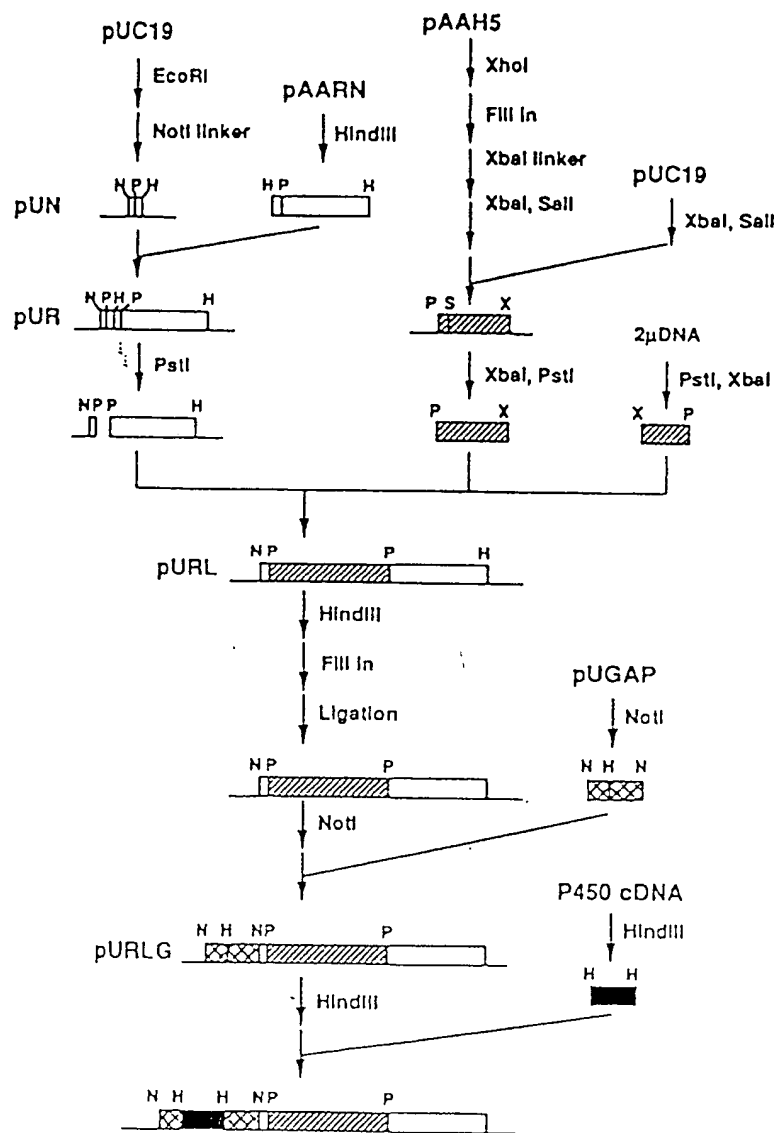 pUC19
pAAH5
EcoRI
XhoI
pAARN
NotI linker
HindIII
Fill in
XbaI linker
pUC19
H P H
H P H
pUN
XbaI, SalI
XbaI, SalI
N P H P H
P S X
pUR
2μDNA
PstI
XbaI, PstI
PstI, XbaI
N P P H
P X
X P
N P P H
pURL
HindIII
Fill in
pUGAP
Ligation
NotI
N P P
N H N
NotI
P450 cDNA
N H N P P
HindIII
pURLG
H H
HindIII
N H H N P P